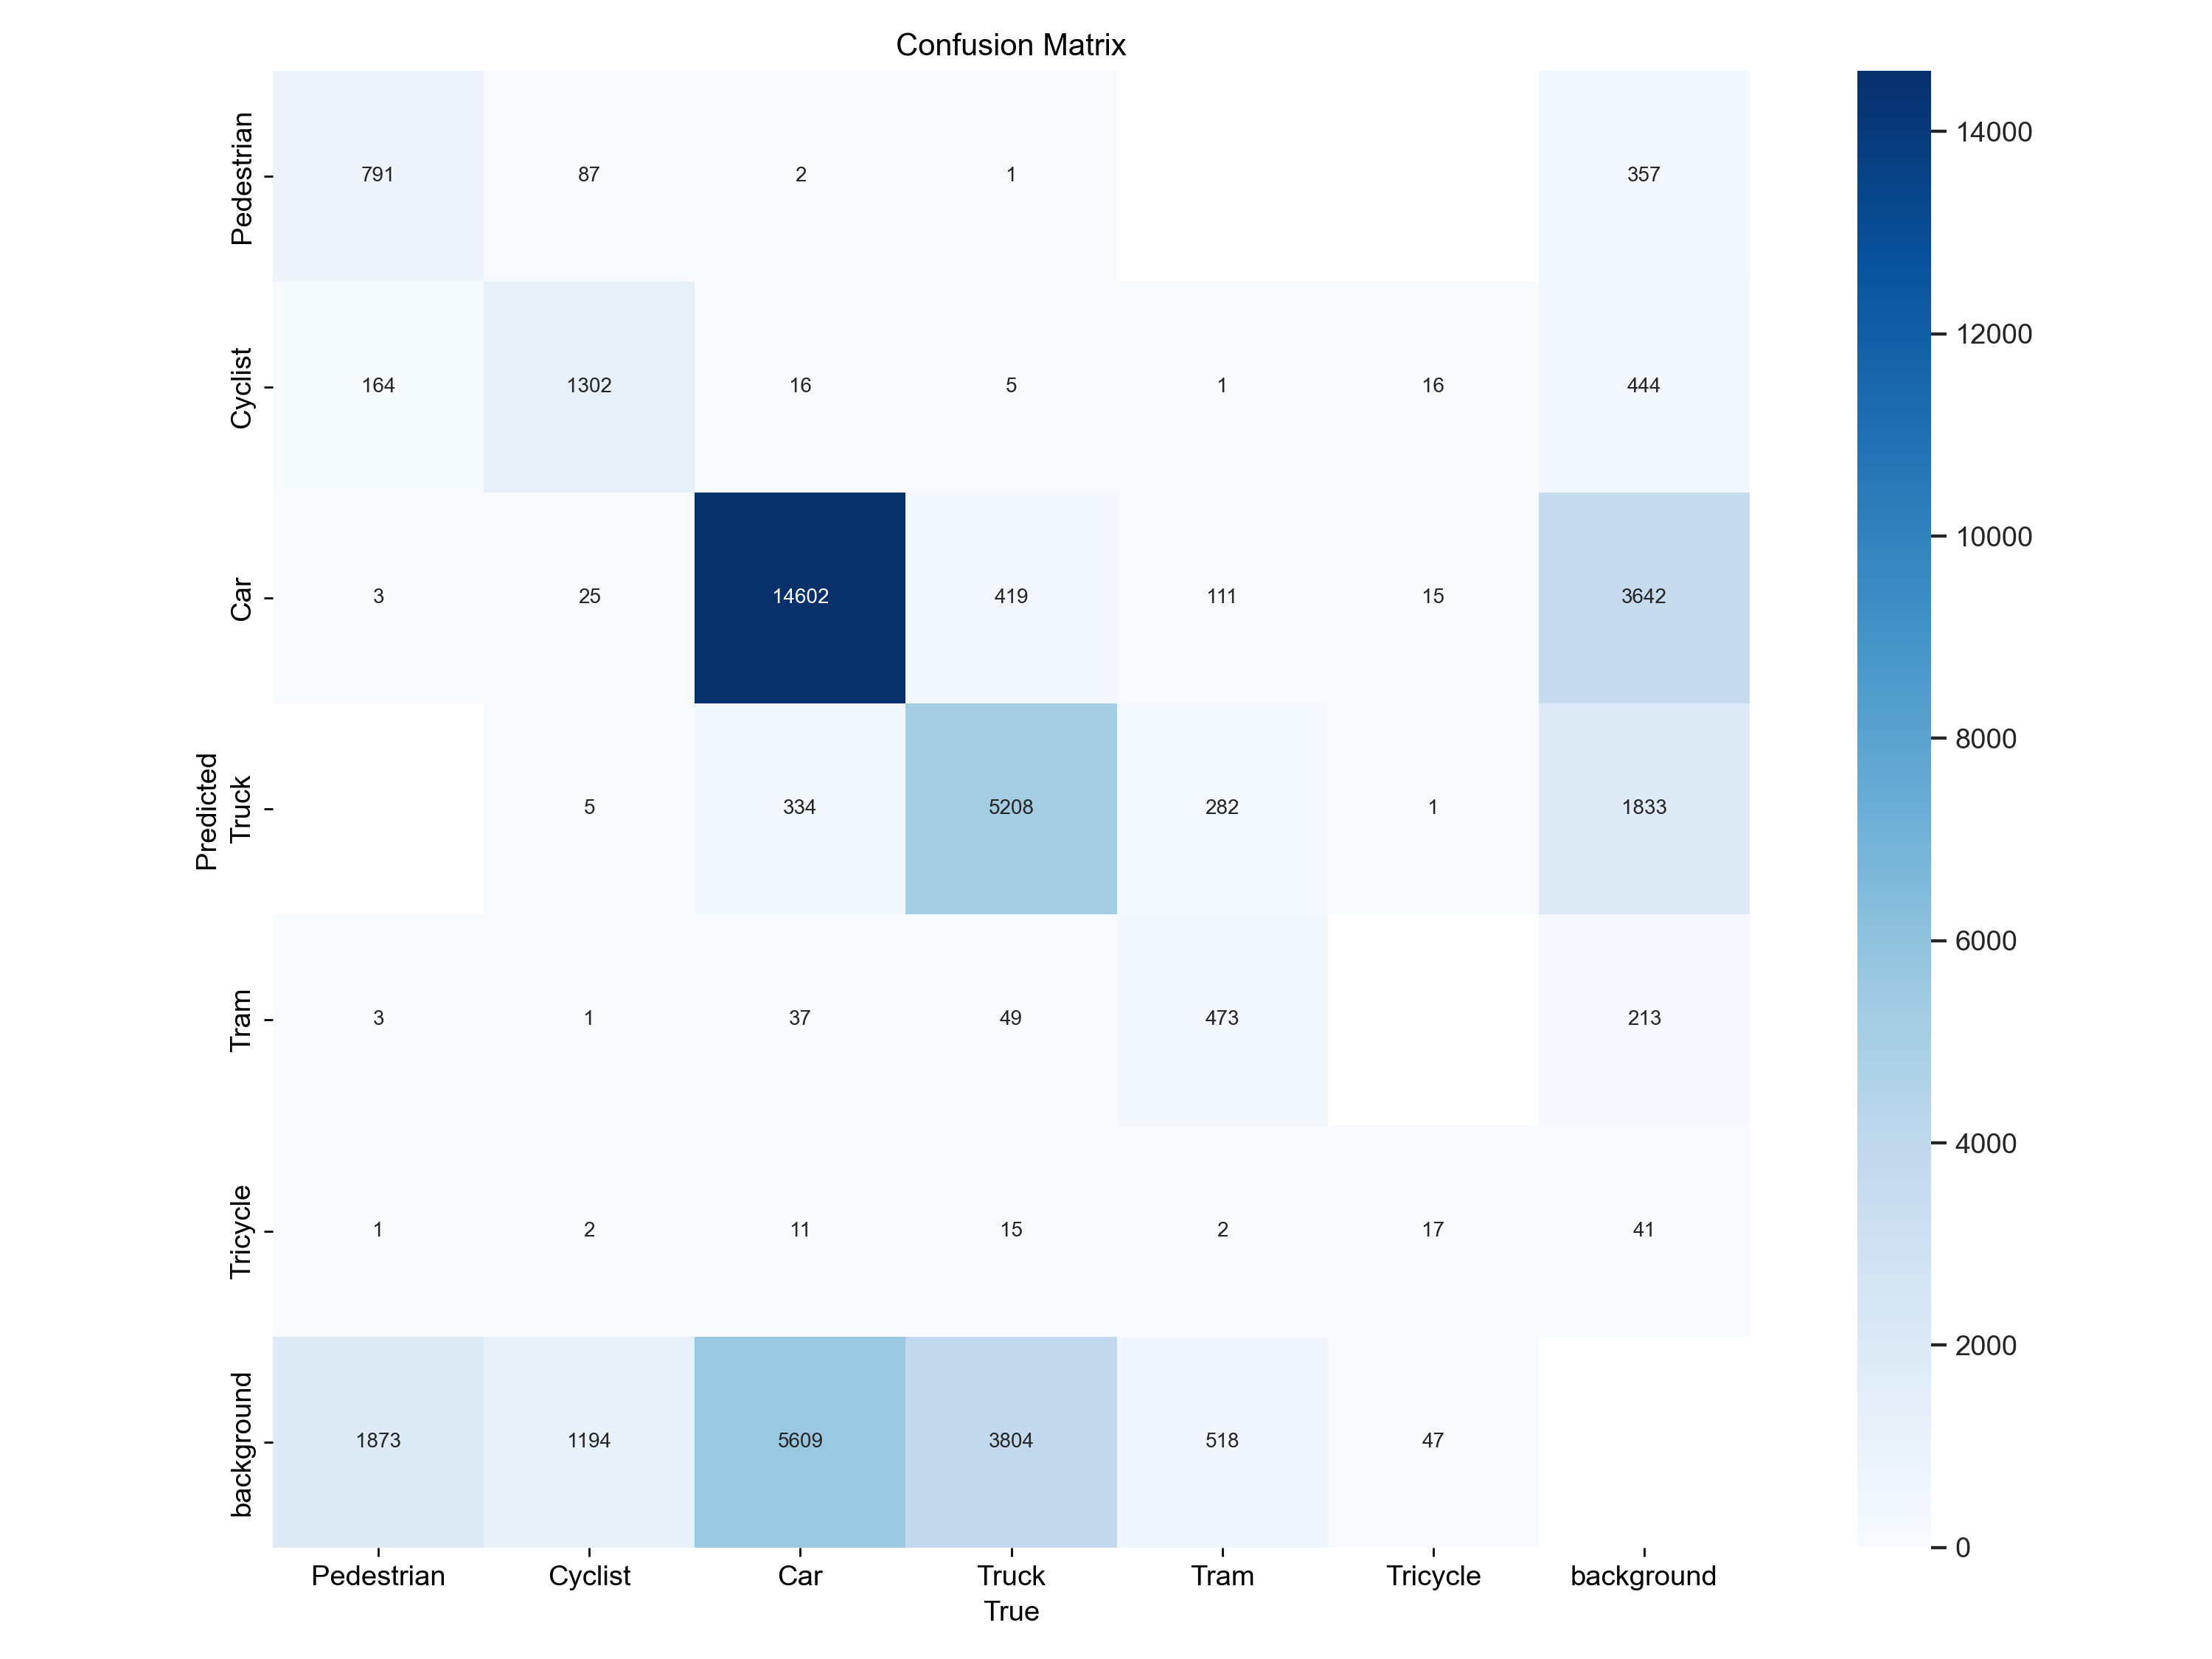 Confusion Matrix
Pedestrian 791 87 2 1 357
Cyclist 164 1302 16 5 1 16 444
Car 3 25 14602 419 111 15 3642
Truck 5 334 5208 282 1 1833
Tram 3 1 37 49 473 213
Tricycle 1 2 11 15 2 17 41
background 1873 1194 5609 3804 518 47
Predicted
Pedestrian Cyclist Car Truck Tram Tricycle background
True
14000
12000
10000
8000
6000
4000
2000
0